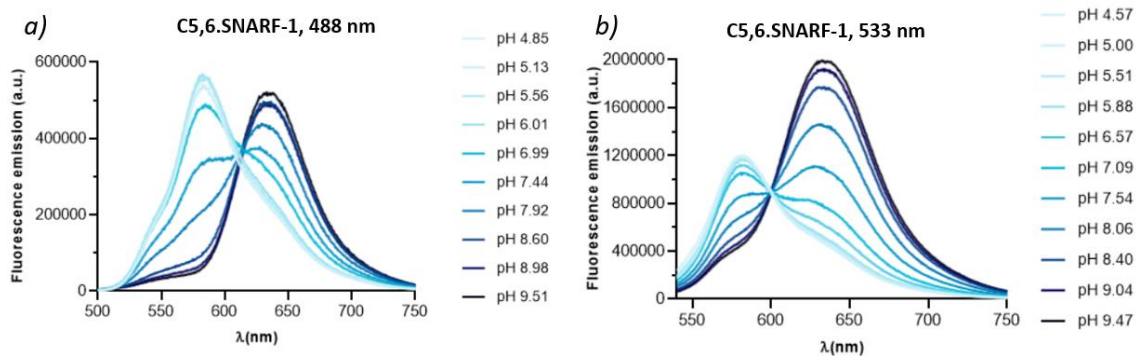 a)
C5,6.SNARF-1, 488 nm
Fluorescence emission (a.u.)
600000
400000
200000
0
500
550
600
650
700
750
λ(nm)
pH 4.85
pH 5.13
pH 5.56
pH 6.01
pH 6.99
pH 7.44
pH 7.92
pH 8.60
pH 8.98
pH 9.51
b)
C5,6.SNARF-1, 533 nm
Fluorescence emission (a.u.)
2000000
1600000
1200000
800000
400000
0
550
600
650
700
750
λ(nm)
pH 4.57
pH 5.00
pH 5.51
pH 5.88
pH 6.57
pH 7.09
pH 7.54
pH 8.06
pH 8.40
pH 9.04
pH 9.47